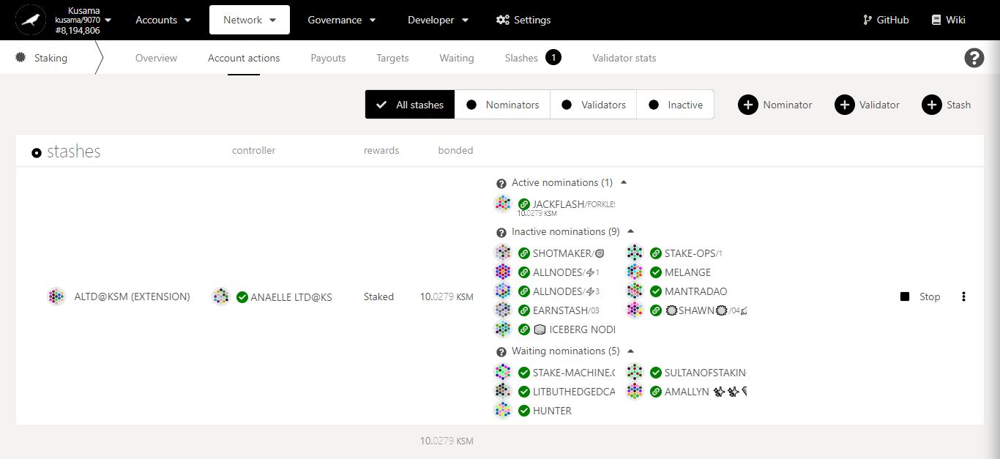 Kusama
kusama/9070
#8,194,806
Accounts
Network
Governance
Developer
Settings
GitHub
Wiki
Staking
Overview
Account actions
Payouts
Targets
Waiting
Slashes 1
Validator stats
?
All stashes
Nominators
Validators
Inactive
Nominator
Validator
Stash
stashes
controller
rewards
bonded
ALTD@KSM (EXTENSION)
ANAELLE LTD@KS
Staked
10.0279 KSM
Active nominations (1)
JACKFLASH/FORKLES
10.0279 KSM
Inactive nominations (9)
SHOTMAKER/
STAKE-OPS/1
ALLNODES/⚡1
MELANGE
ALLNODES/⚡3
MANTRADAO
EARNSTASH/03
SHAWN/04
ICEBERG NODI
Waiting nominations (5)
STAKE-MACHINE.C
SULTANOFSTAKIN
LITBUTHEDGEDCA
AMALLYN
HUNTER
Stop
10.0279 KSM